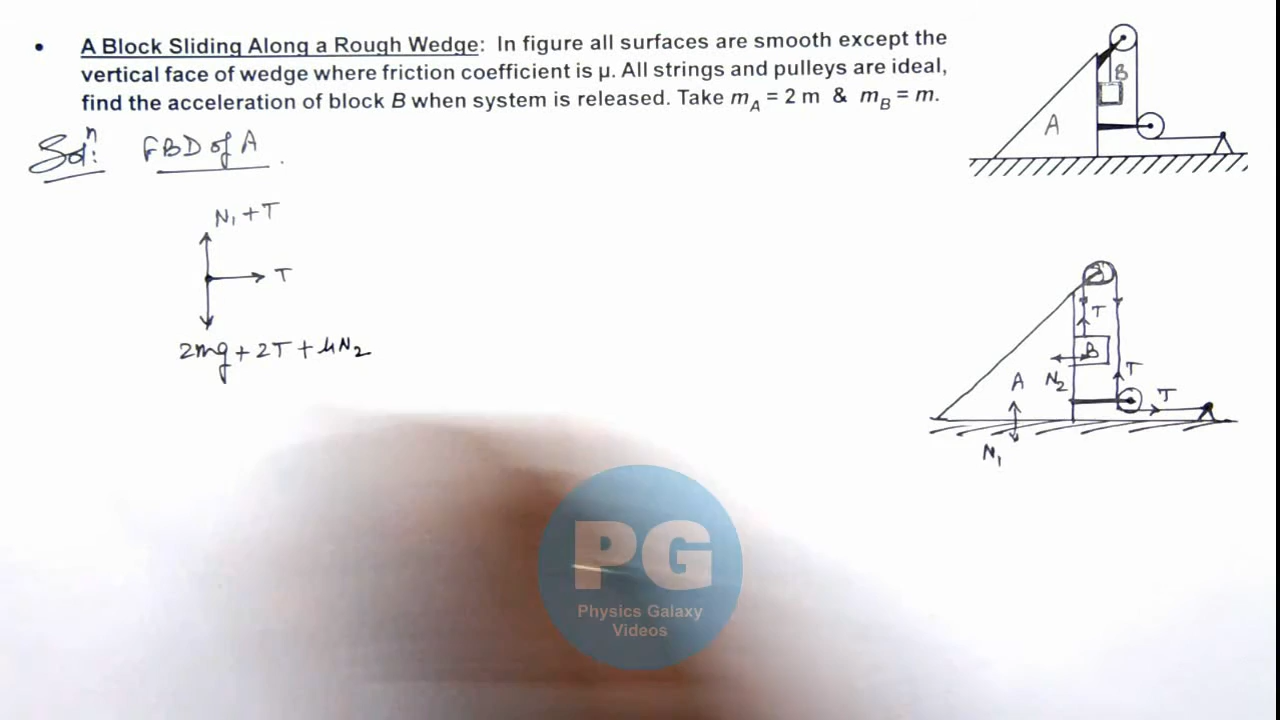 • A Block Sliding Along a Rough Wedge: In figure all surfaces are smooth except the
vertical face of wedge where friction coefficient is μ. All strings and pulleys are ideal,
find the acceleration of block B when system is released. Take mA = 2 m & mB = m.
B
A
Solⁿ: FBD of A
N₁ + T
T
2mg + 2T + μN₂
T
B
A
N₂
T
T
N₁
PG
Physics Galaxy
Videos